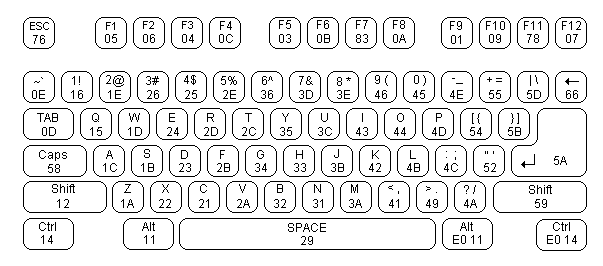 ESC F1 F2 F3 F4 F5 F6 F7 F8 F9 F10 F11 F12
76 05 06 04 0C 03 0B 83 0A 01 09 78 07
~` 1! 2@ 3# 4$ 5% 6^ 7& 8* 9( 0) -_ =+ |\ ←
0E 16 1E 26 25 2E 36 3D 3E 46 45 4E 55 5D 66
TAB Q W E R T Y U I O P [{ }]
0D 15 1D 24 2D 2C 35 3C 43 44 4D 54 5B
Caps A S D F G H J K L :; "' ↵ 5A
58 1C 1B 23 2B 34 33 3B 42 4B 4C 52
Shift Z X C V B N M <, >. ?/ Shift
12 1A 22 21 2A 32 31 3A 41 49 4A 59
Ctrl Alt SPACE Alt Ctrl
14 11 29 E0 11 E0 14